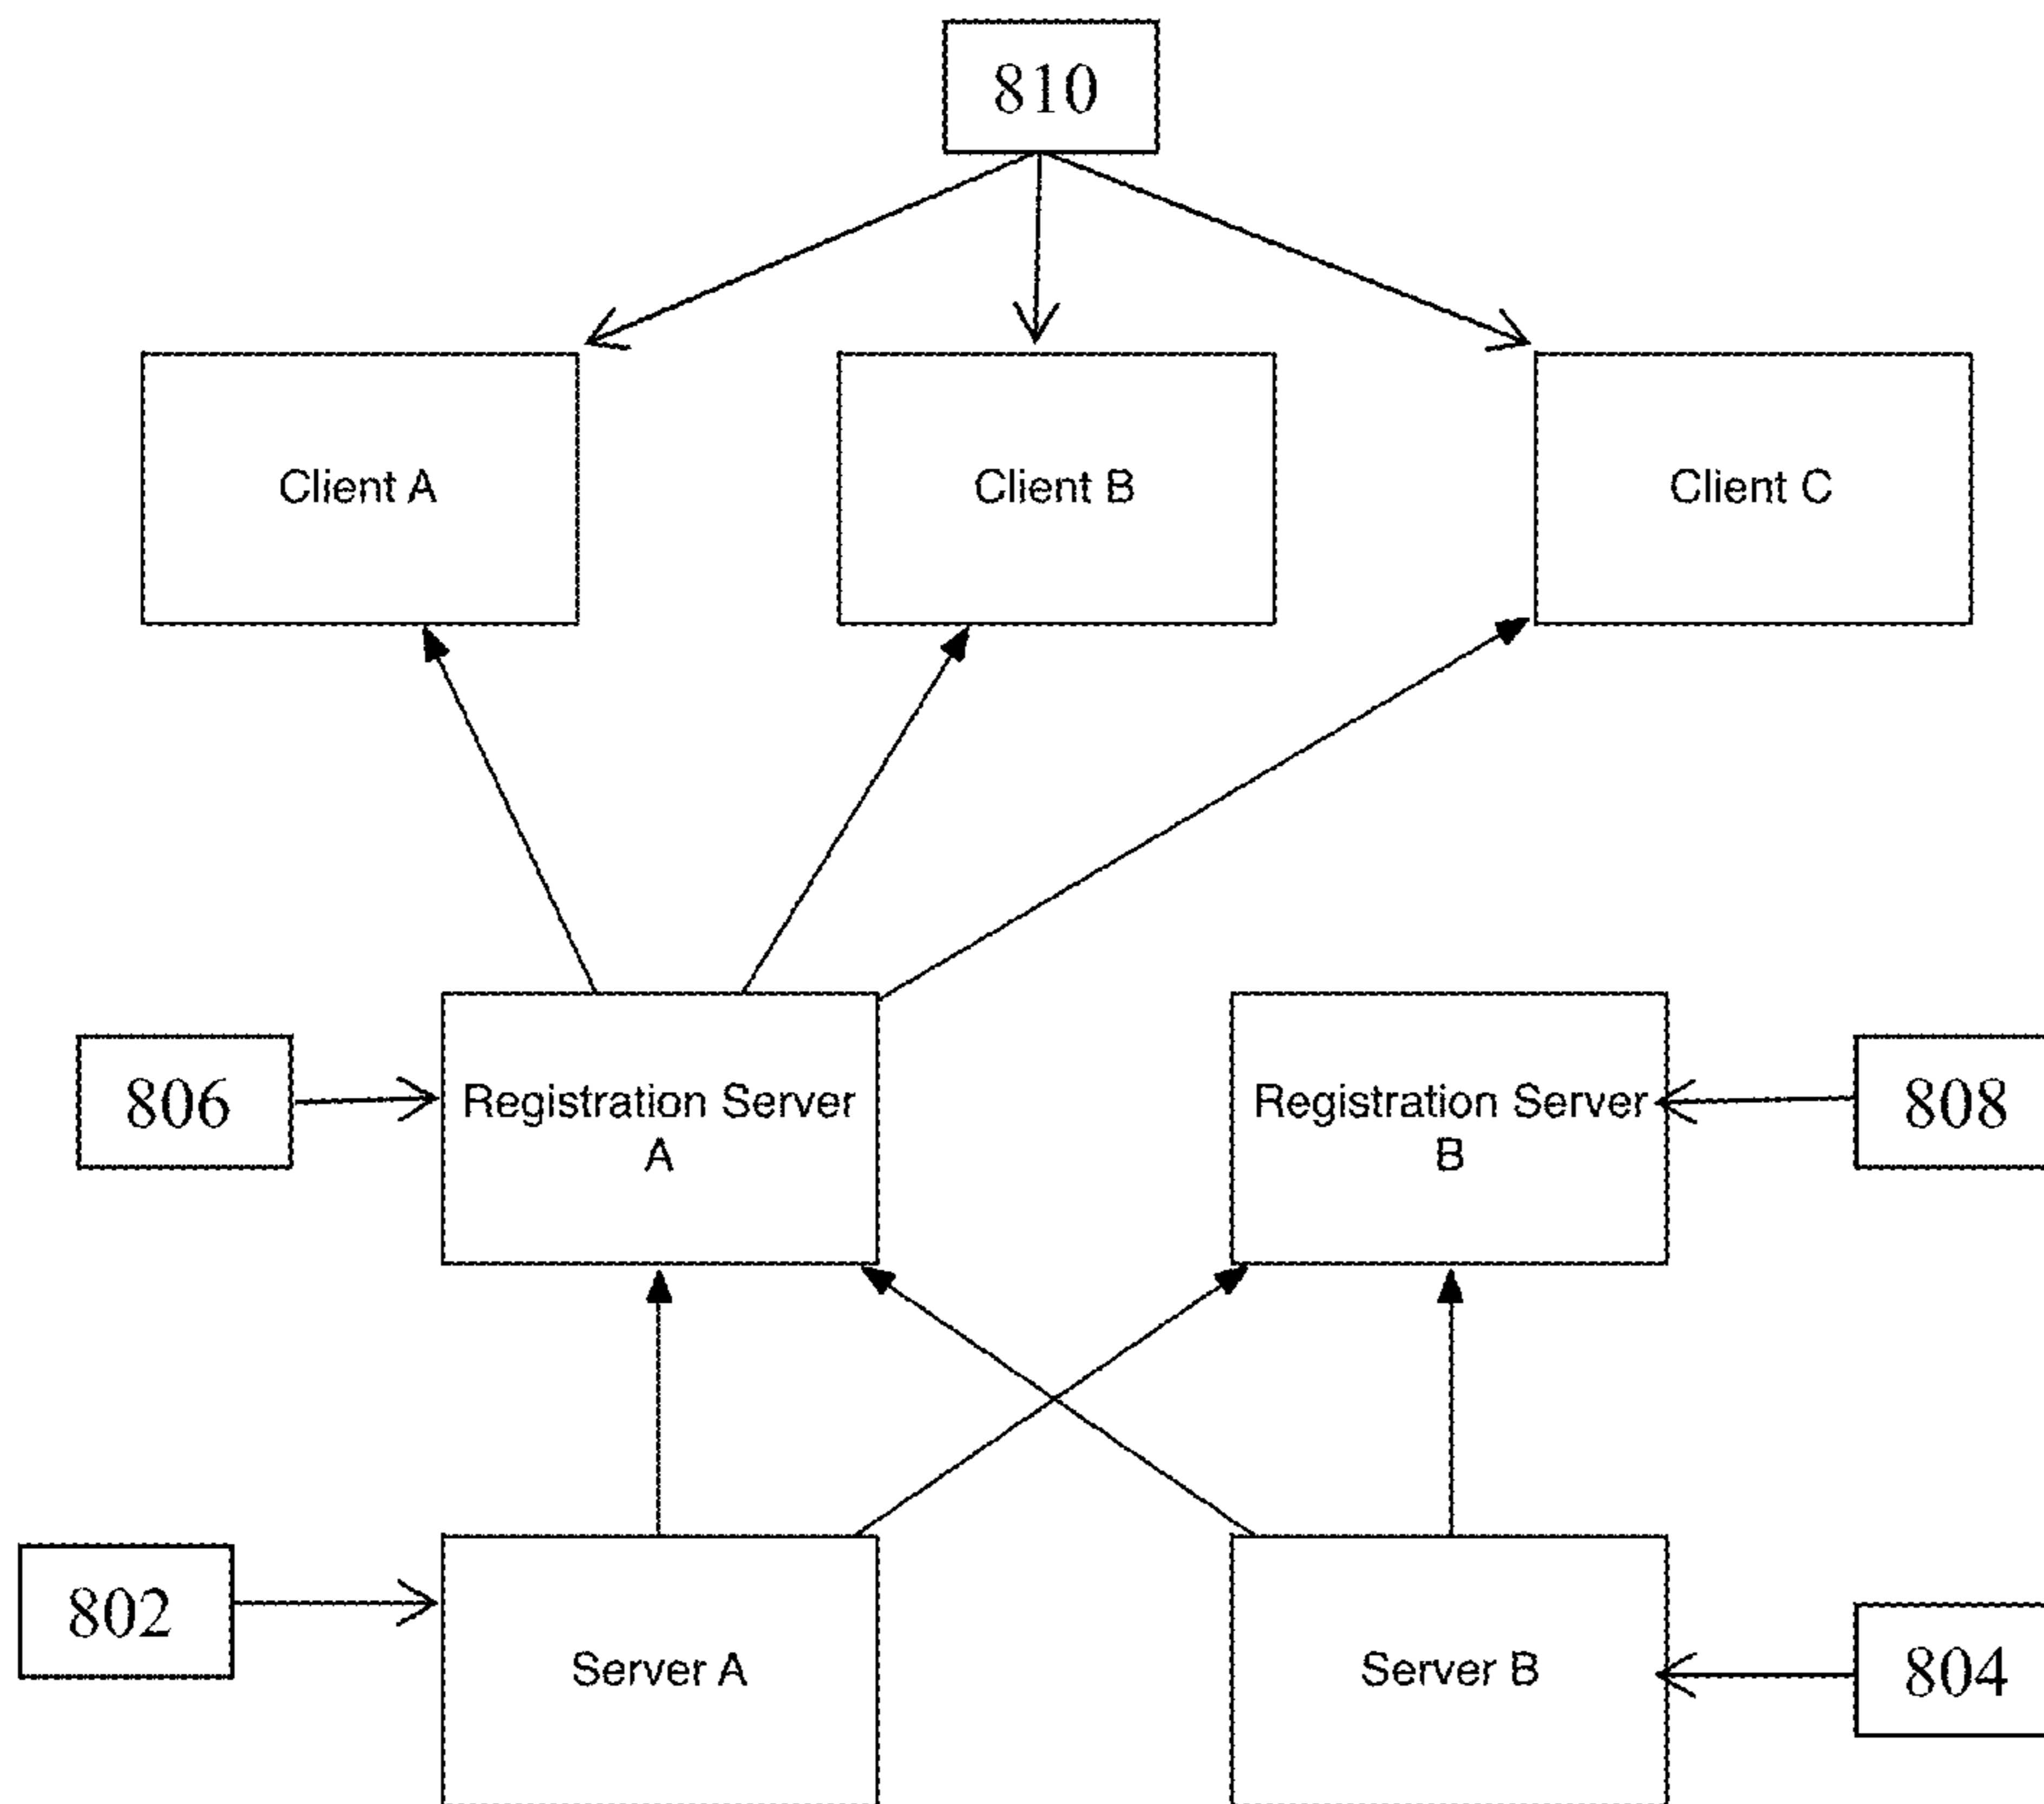 810
Client A
Client B
Client C
806
Registration Server
A
Registration Server
B
808
802
Server A
Server B
804